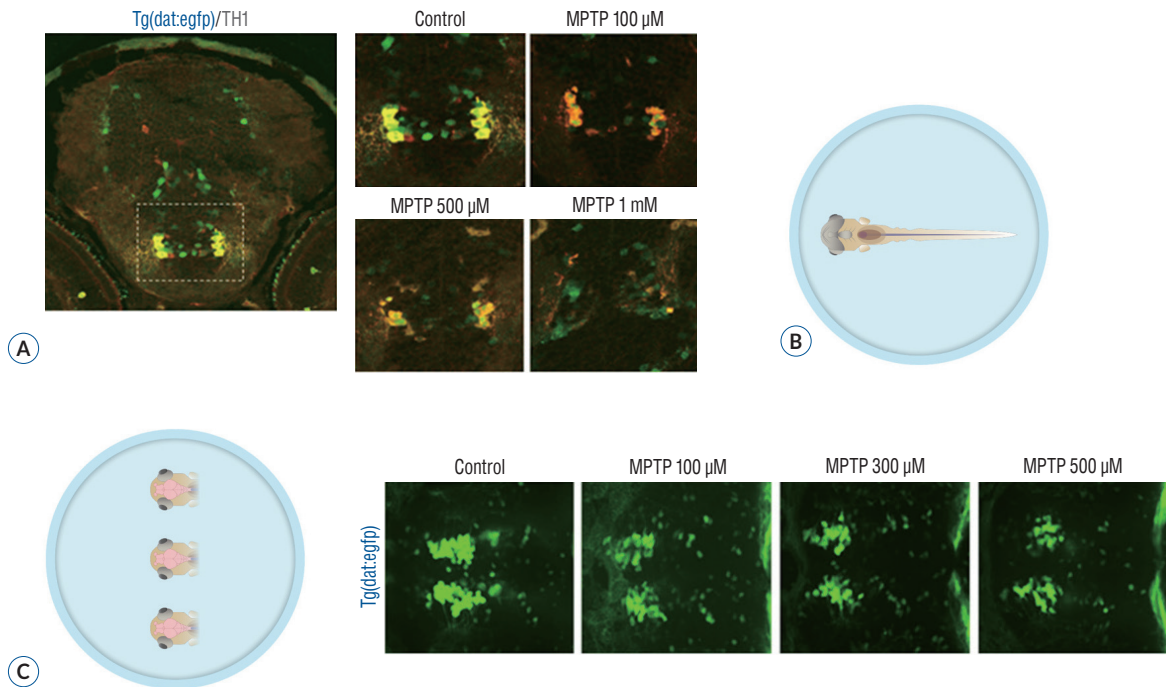 Tg(dat:egfp)/TH1
Control
MPTP 100 µM
MPTP 500 µM
MPTP 1 mM
A
B
C
Control
MPTP 100 µM
MPTP 300 µM
MPTP 500 µM
Tg(dat:egfp)